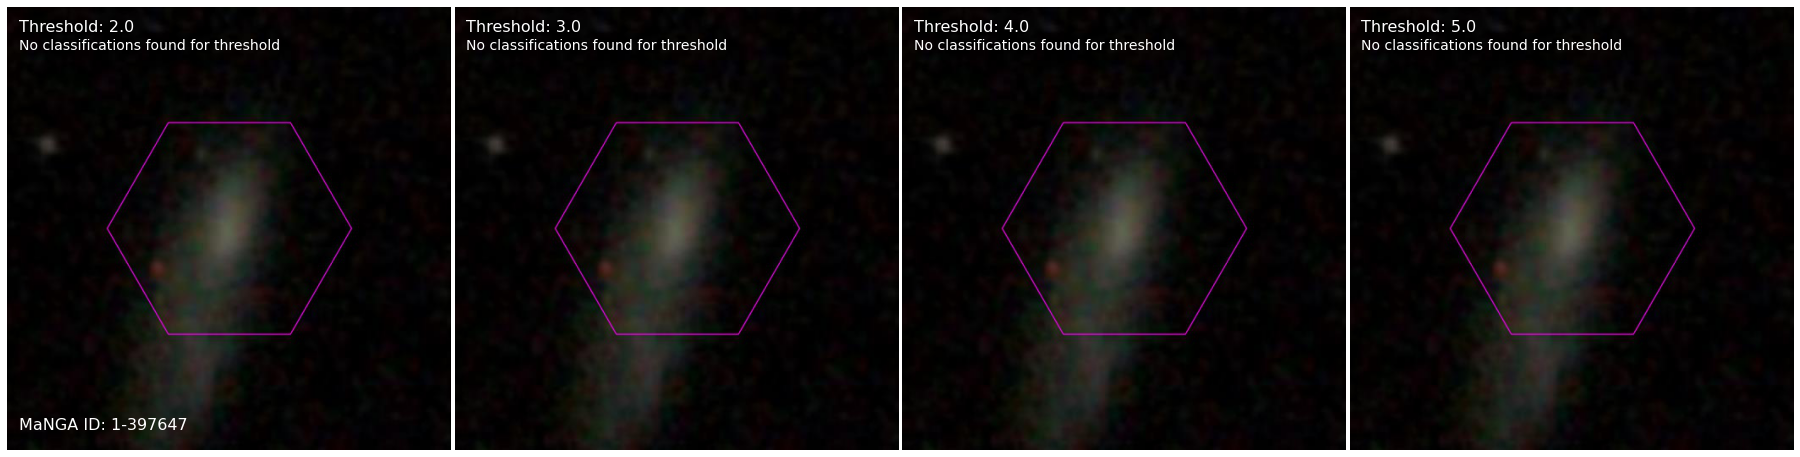 Threshold: 2.0
No classifications found for threshold
MaNGA ID: 1-397647
Threshold: 3.0
No classifications found for threshold
Threshold: 4.0
No classifications found for threshold
Threshold: 5.0
No classifications found for threshold